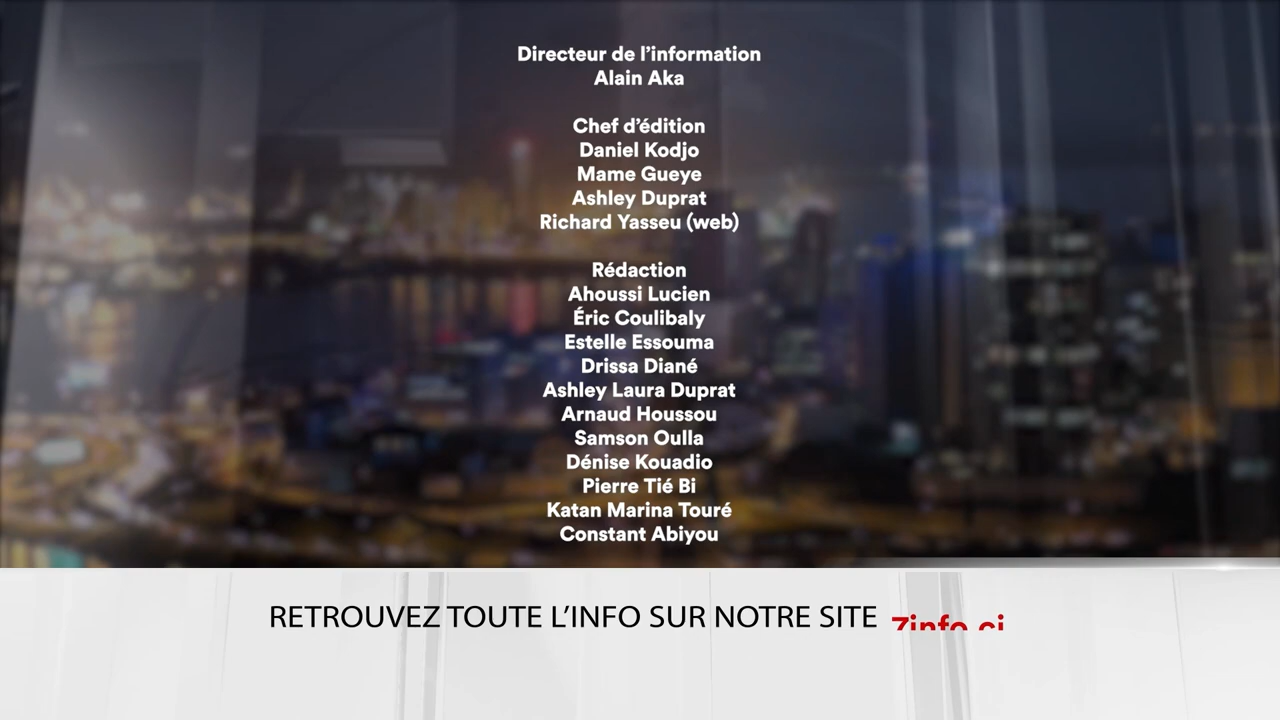 Directeur de l’information
Alain Aka
Chef d’édition
Daniel Kodjo
Mame Gueye
Ashley Duprat
Richard Yasseu (web)
Rédaction
Ahoussi Lucien
Éric Coulibaly
Estelle Essouma
Drissa Diané
Ashley Laura Duprat
Arnaud Houssou
Samson Oulla
Dénise Kouadio
Pierre Tié Bi
Katan Marina Touré
Constant Abiyou
RETROUVEZ TOUTE L’INFO SUR NOTRE SITE 7info.ci